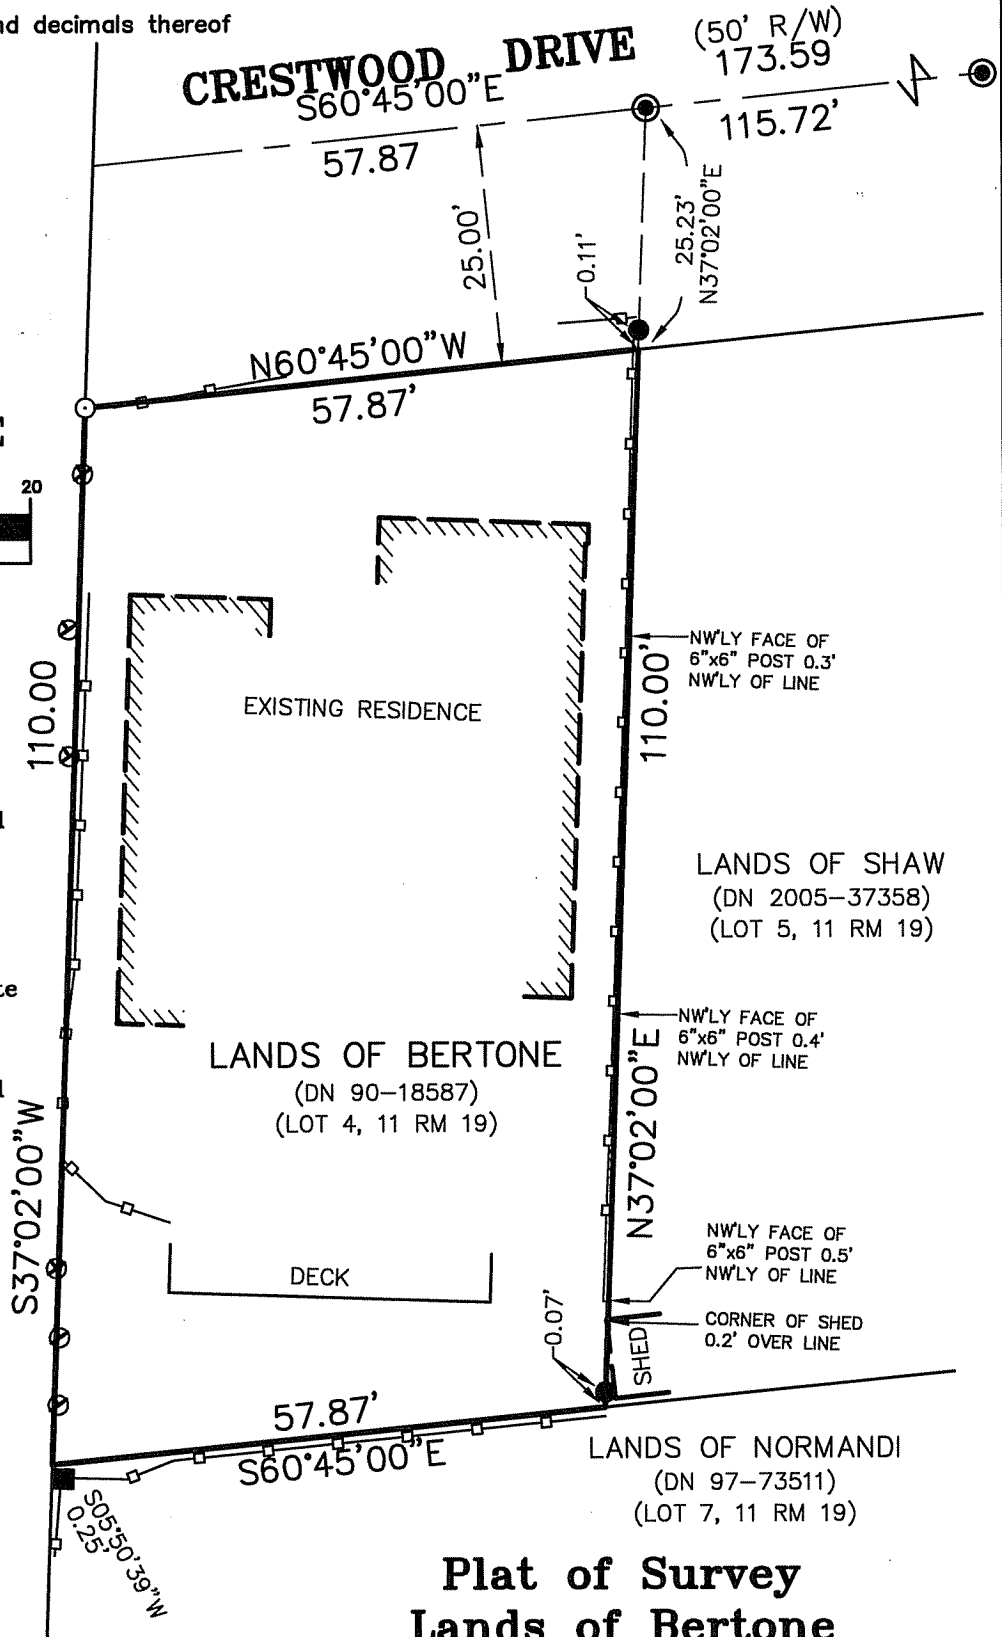 nd decimals thereof
(50' R/W)
CRESTWOOD DRIVE
173.59
S60°45'00"E
57.87
115.72'
25.00'
0.11'
25.23'
N37°02'00"E
N60°45'00"W
57.87'
20
110.00
EXISTING RESIDENCE
110.00'
NW'LY FACE OF
6"x6" POST 0.3'
NW'LY OF LINE
LANDS OF SHAW
(DN 2005-37358)
(LOT 5, 11 RM 19)
te
NW'LY FACE OF
6"x6" POST 0.4'
NW'LY OF LINE
LANDS OF BERTONE
(DN 90-18587)
(LOT 4, 11 RM 19)
S37°02'00"W
N37°02'00"E
NW'LY FACE OF
6"x6" POST 0.5'
NW'LY OF LINE
DECK
CORNER OF SHED
0.2' OVER LINE
0.07'
SHED
57.87'
S60°45'00"E
LANDS OF NORMANDI
(DN 97-73511)
(LOT 7, 11 RM 19)
S05°50'39"W
0.25'
Plat of Survey
Lands of Bertone